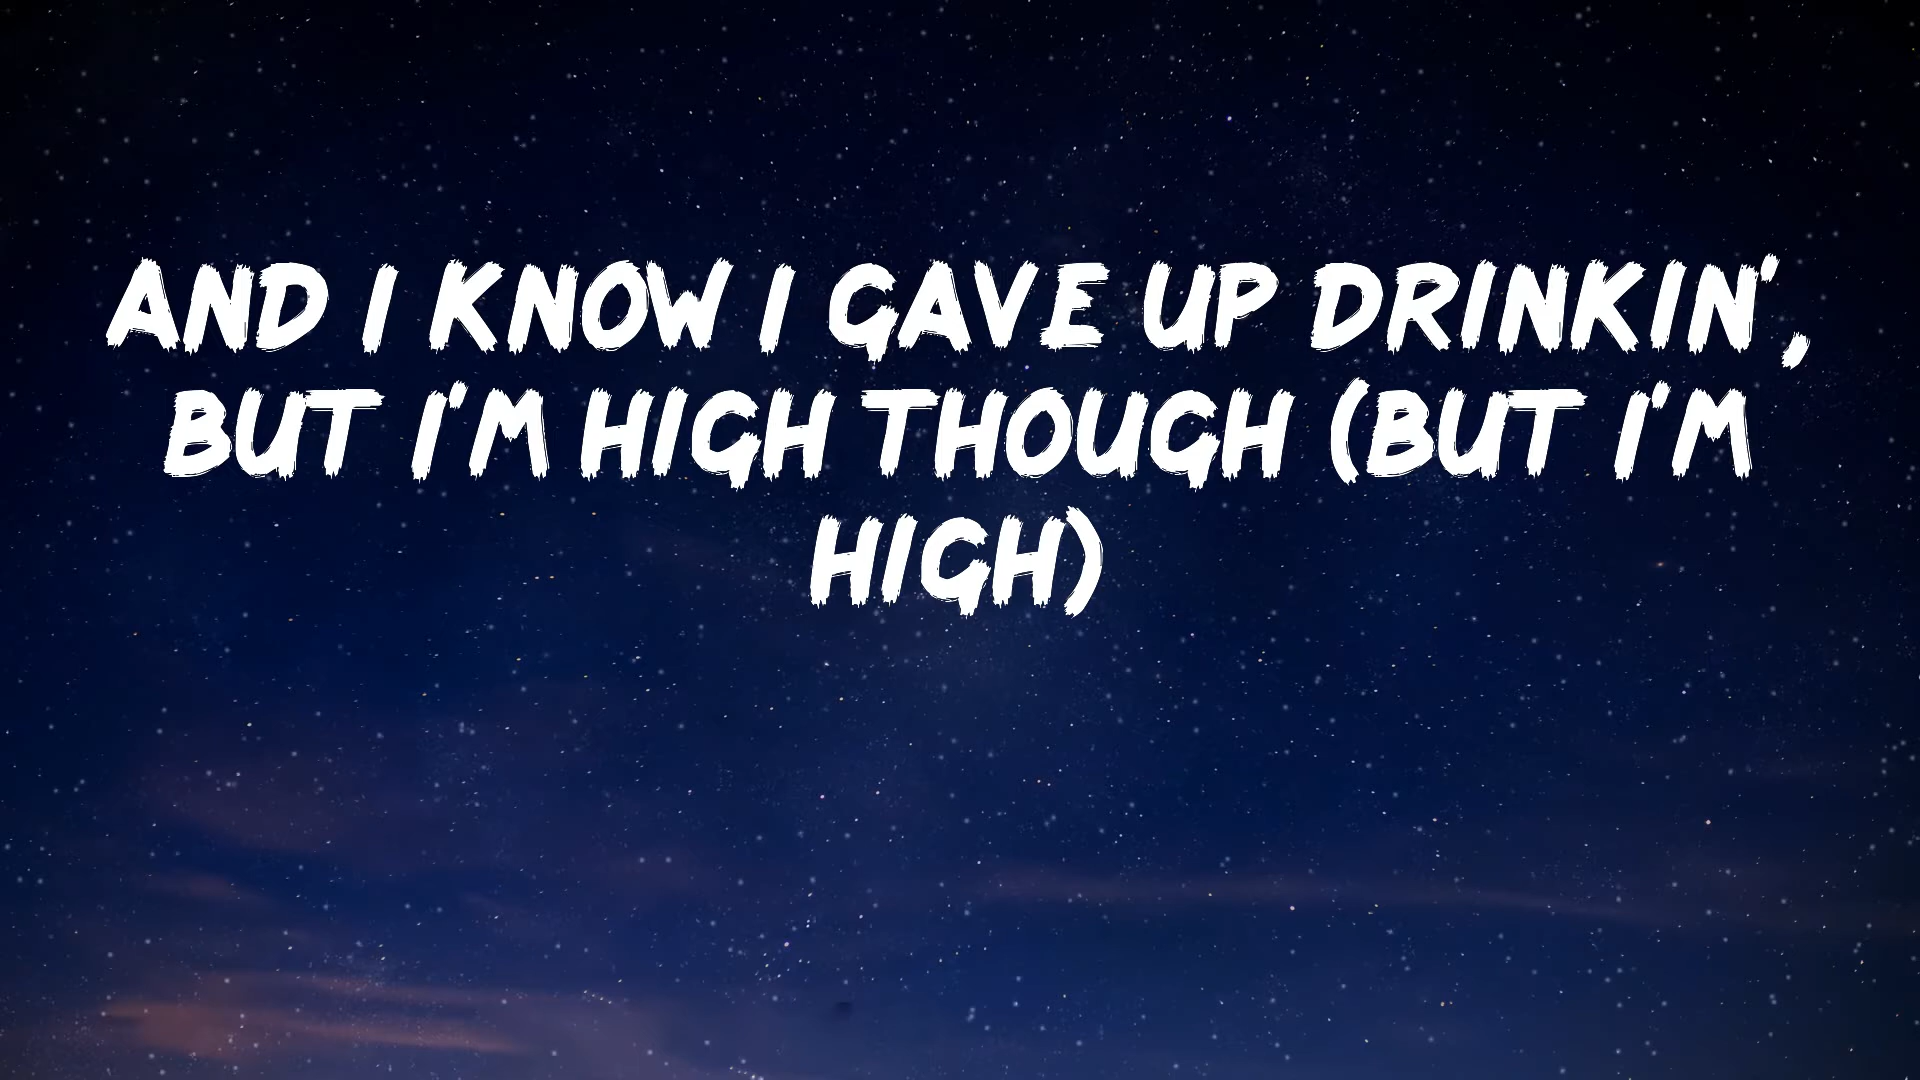 AND I KNOW I GAVE UP DRINKIN',
BUT I'M HIGH THOUGH (BUT I'M
HIGH)